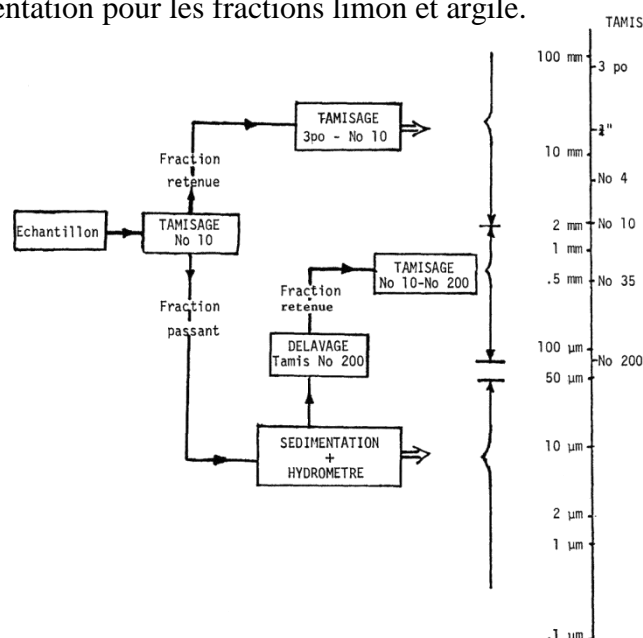 entation pour les fractions limon et argile.
TAMIS
100 mm
3 po
TAMISAGE
3po - No 10
10 mm
Fraction
retenue
No 4
Echantillon
TAMISAGE
No 10
2 mm
No 10
1 mm
TAMISAGE
No 10-No 200
.5 mm
No 35
Fraction
retenue
Fraction
passant
DELAVAGE
Tamis No 200
100 µm
No 200
50 µm
SEDIMENTATION
+
HYDROMETRE
10 µm
2 µm
1 µm
.1 µm